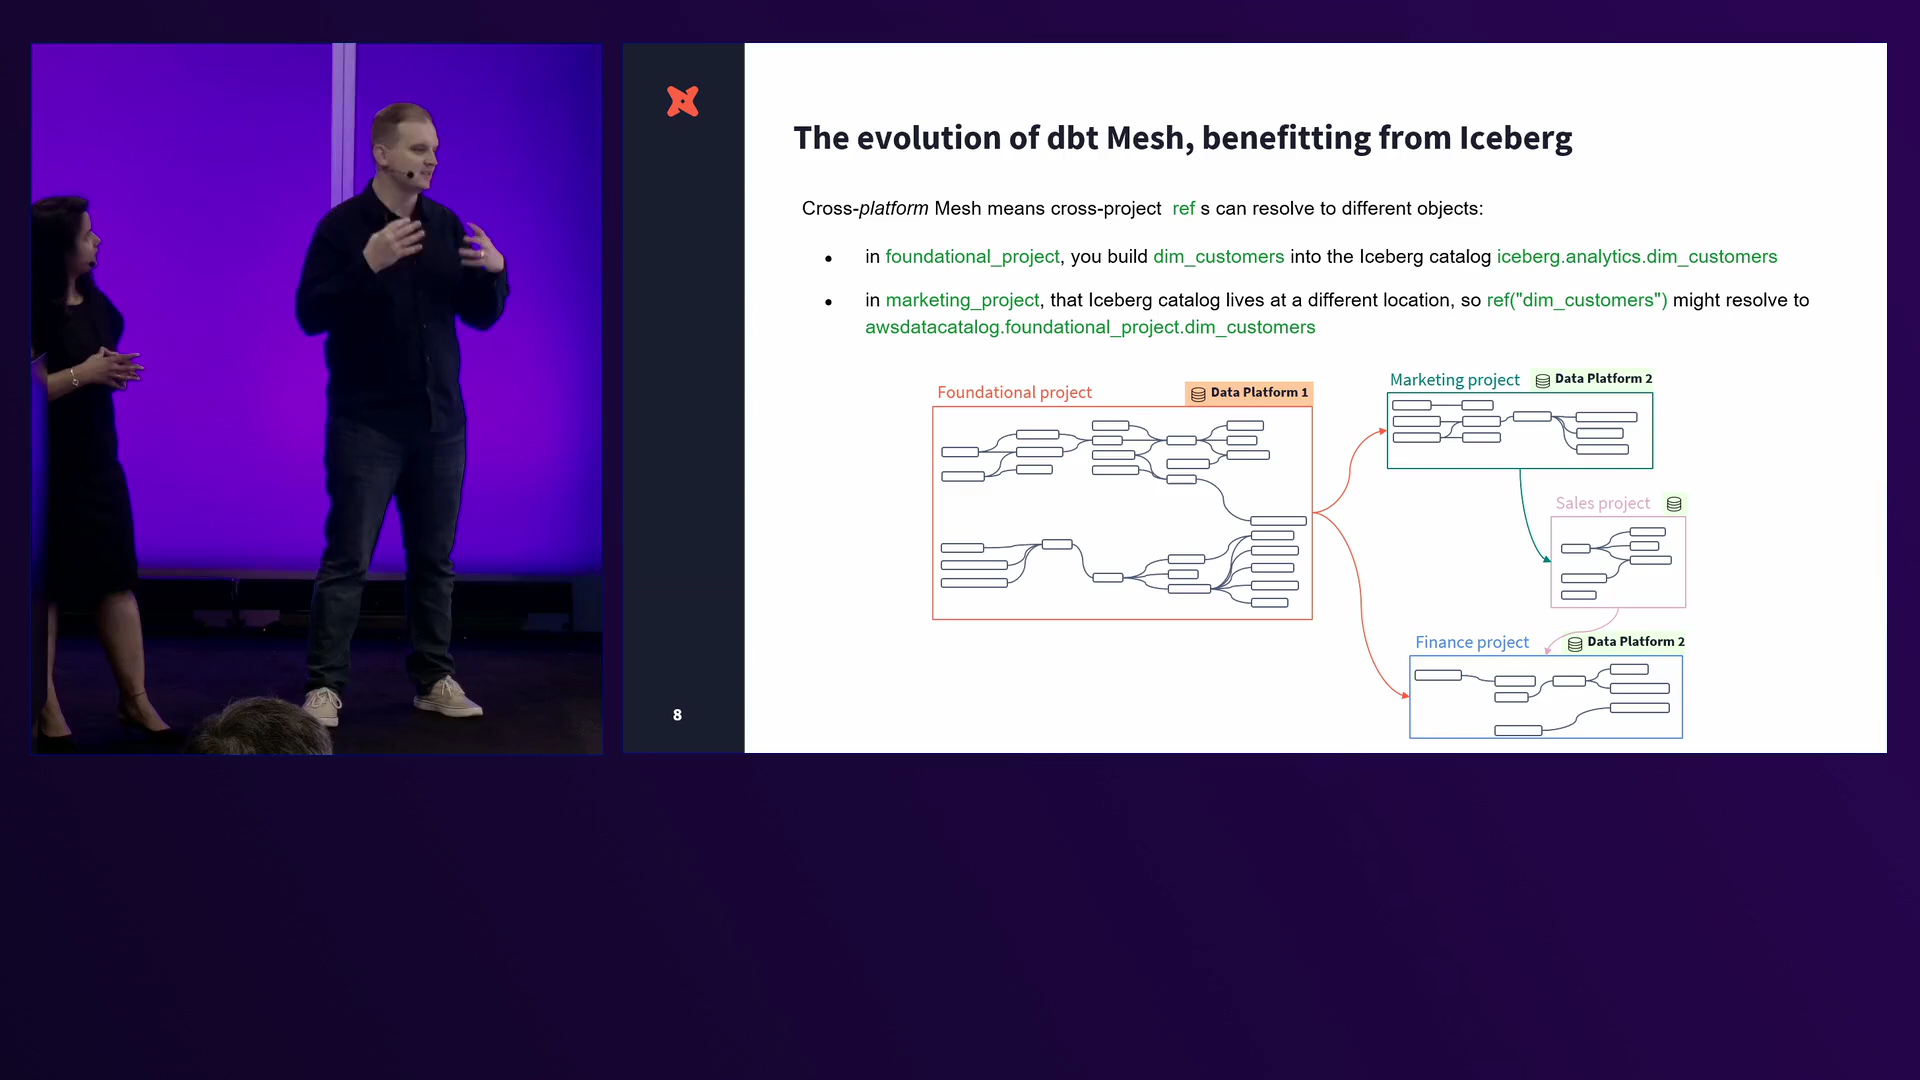 The evolution of dbt Mesh, benefitting from Iceberg
Cross-platform Mesh means cross-project ref s can resolve to different objects:
● in foundational_project, you build dim_customers into the Iceberg catalog iceberg.analytics.dim_customers
● in marketing_project, that Iceberg catalog lives at a different location, so ref("dim_customers") might resolve to
awsdatacatalog.foundational_project.dim_customers
Foundational project
Data Platform 1
Marketing project
Data Platform 2
Sales project
Finance project
Data Platform 2
8